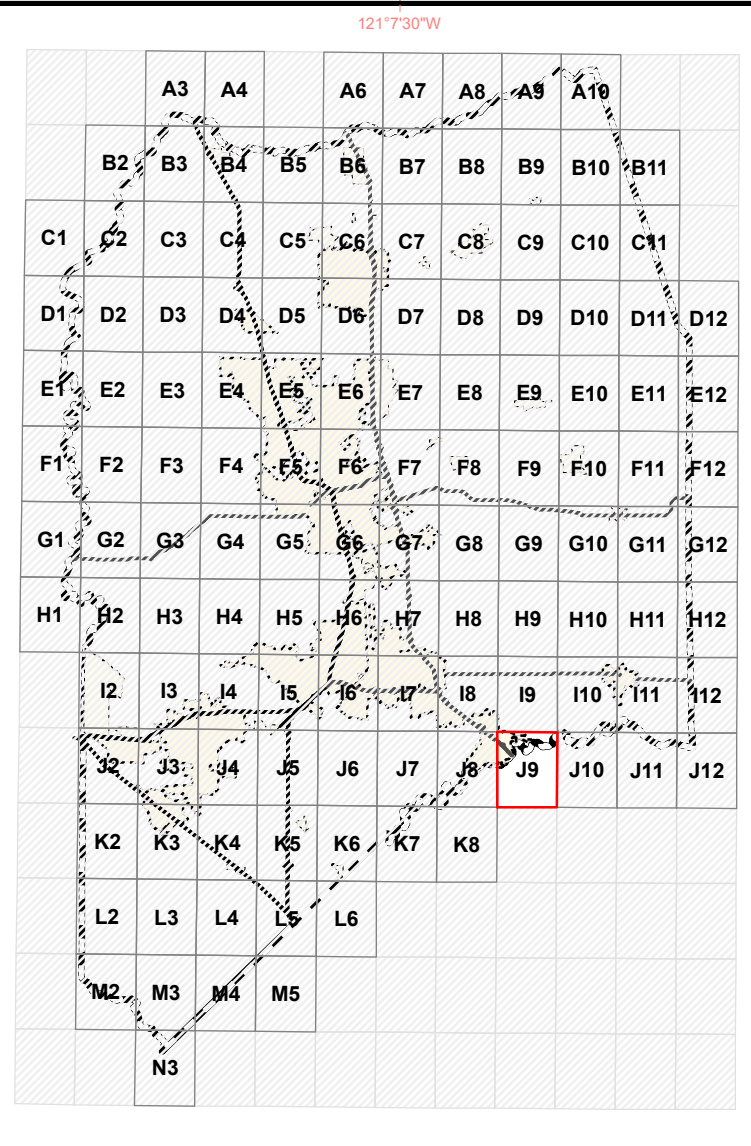 121°7'30"W
A3 A4 A6 A7 A8 A9 A10
B2 B3 B4 B5 B6 B7 B8 B9 B10 B11
C1 C2 C3 C4 C5 C6 C7 C8 C9 C10 C11
D1 D2 D3 D4 D5 D6 D7 D8 D9 D10 D11 D12
E1 E2 E3 E4 E5 E6 E7 E8 E9 E10 E11 E12
F1 F2 F3 F4 F5 F6 F7 F8 F9 F10 F11 F12
G1 G2 G3 G4 G5 G6 G7 G8 G9 G10 G11 G12
H1 H2 H3 H4 H5 H6 H7 H8 H9 H10 H11 H12
I2 I3 I4 I5 I6 I7 I8 I9 I10 I11 I12
J2 J3 J4 J5 J6 J7 J8 J9 J10 J11 J12
K2 K3 K4 K5 K6 K7 K8
L2 L3 L4 L5 L6
M2 M3 M4 M5
N3